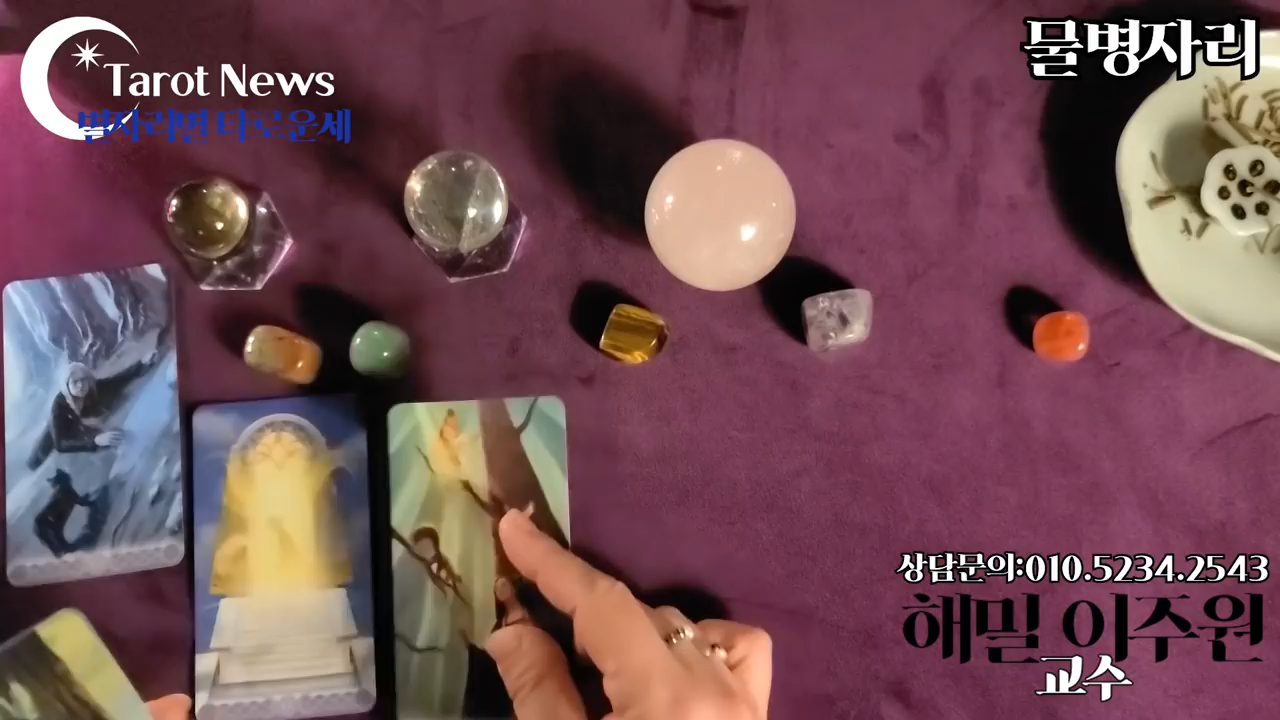 Tarot News
별자리별 타로운세
물병자리
상담문의:010.5234.2543
해밀 이주원
교수